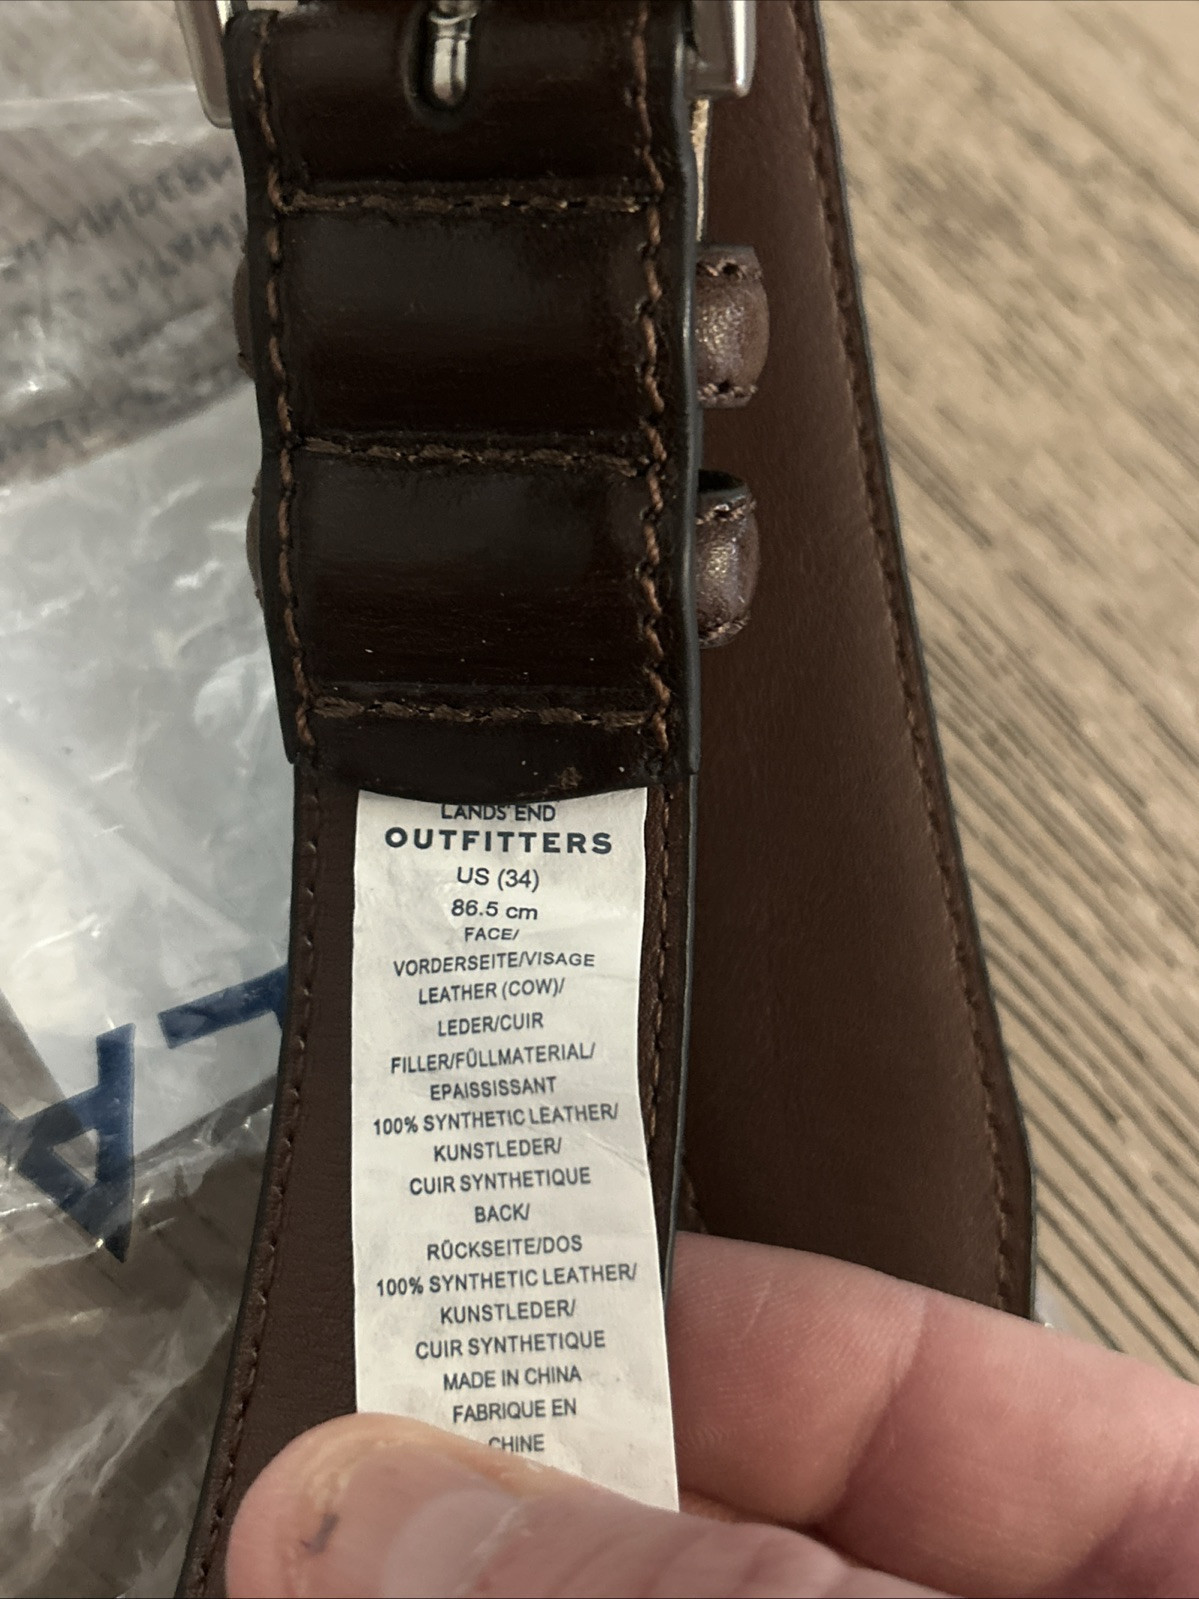 LANDS' END
OUTFITTERS
US (34)
86.5 cm
FACE/
VORDERSEITE/VISAGE
LEATHER (COW)/
LEDER/CUIR
FILLER/FÜLLMATERIAL/
EPAISSISSANT
100% SYNTHETIC LEATHER/
KUNSTLEDER/
CUIR SYNTHETIQUE
BACK/
RÜCKSEITE/DOS
100% SYNTHETIC LEATHER/
KUNSTLEDER/
CUIR SYNTHETIQUE
MADE IN CHINA
FABRIQUE EN
CHINE